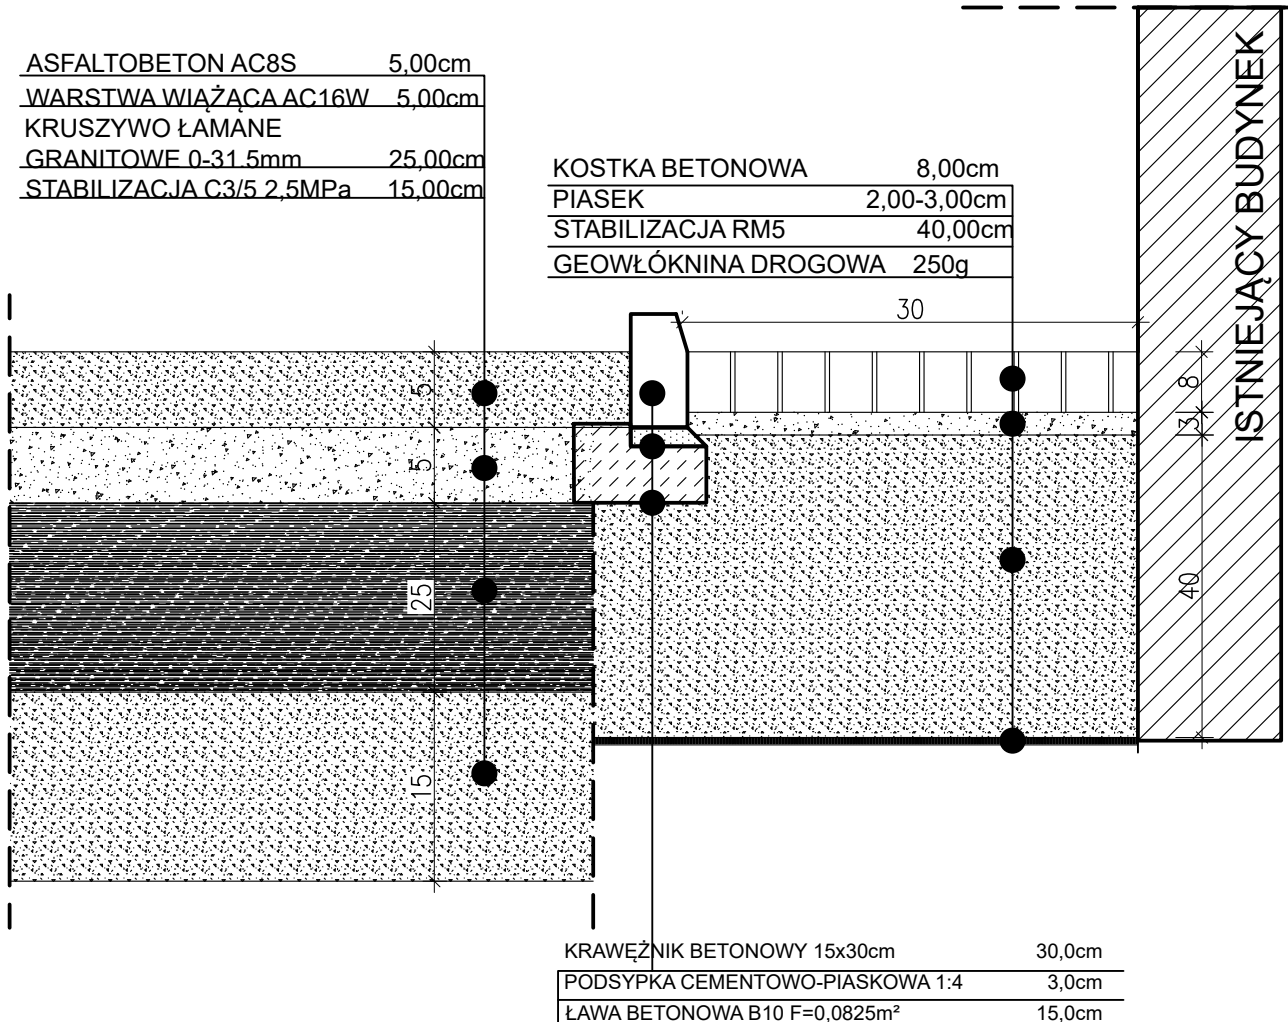 ASFALTOBETON AC8S 5,00cm
WARSTWA WIĄŻĄCA AC16W 5,00cm
KRUSZYWO ŁAMANE
GRANITOWE 0-31.5mm 25,00cm
STABILIZACJA C3/5 2,5MPa 15,00cm
KOSTKA BETONOWA 8,00cm
PIASEK 2,00-3,00cm
STABILIZACJA RM5 40,00cm
GEOWŁÓKNINA DROGOWA 250g
ISTNIEJĄCY BUDYNEK
30
5
5
25
15
8
3
40
KRAWĘŻNIK BETONOWY 15x30cm 30,0cm
PODSYPKA CEMENTOWO-PIASKOWA 1:4 3,0cm
ŁAWA BETONOWA B10 F=0,0825m² 15,0cm